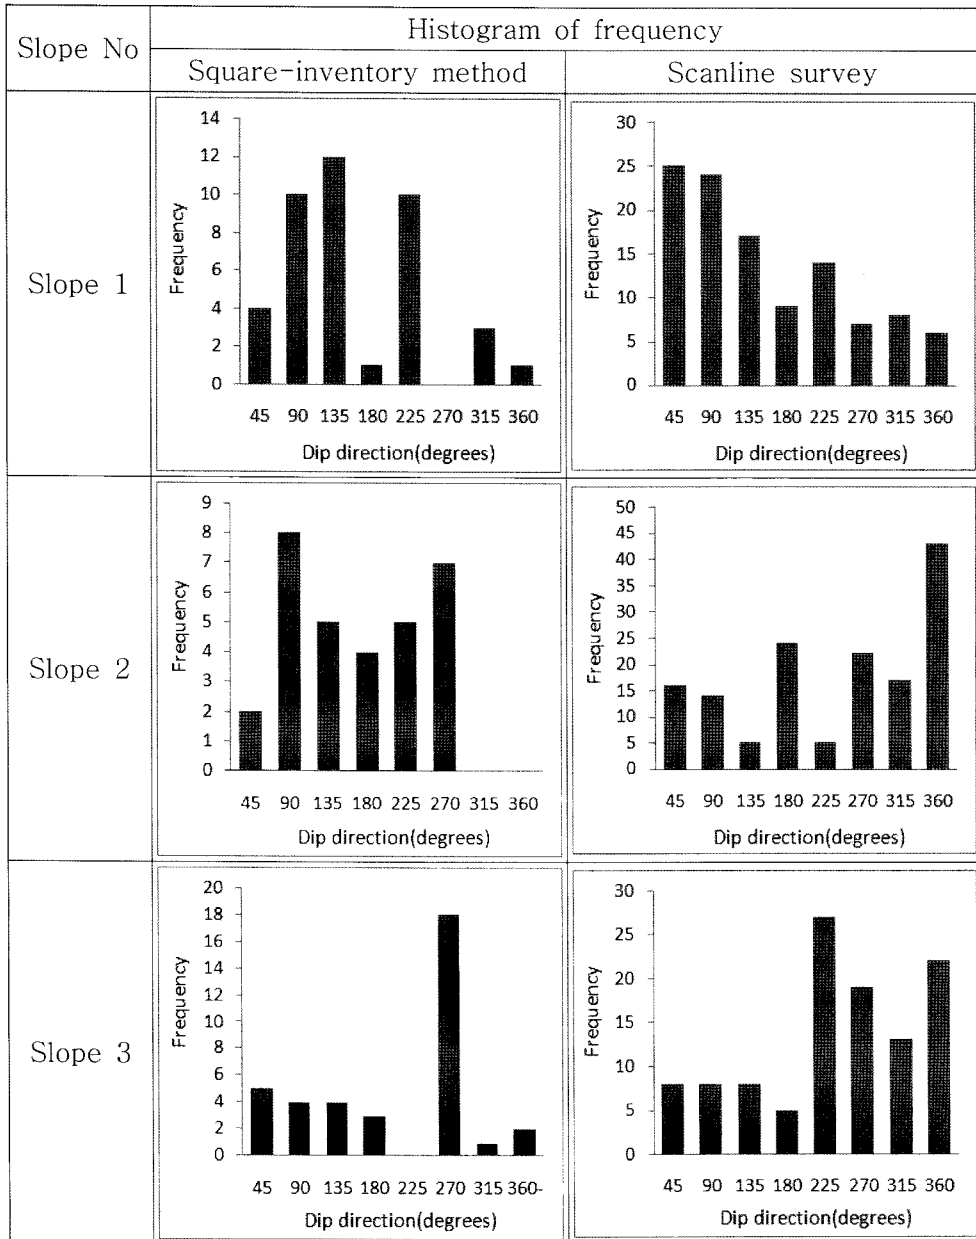 Slope No
Histogram of frequency
Square-inventory method
Scanline survey
Slope 1
Frequency
14
12
10
8
6
4
2
0
45 90 135 180 225 270 315 360
Dip direction(degrees)
Frequency
30
25
20
15
10
5
0
45 90 135 180 225 270 315 360
Dip direction(degrees)
Slope 2
Frequency
9
8
7
6
5
4
3
2
1
0
45 90 135 180 225 270 315 360
Dip direction(degrees)
Frequency
50
45
40
35
30
25
20
15
10
5
0
45 90 135 180 225 270 315 360
Dip direction(degrees)
Slope 3
Frequency
20
18
16
14
12
10
8
6
4
2
0
45 90 135 180 225 270 315 360-
Dip direction(degrees)
Frequency
30
25
20
15
10
5
0
45 90 135 180 225 270 315 360
Dip direction(degrees)